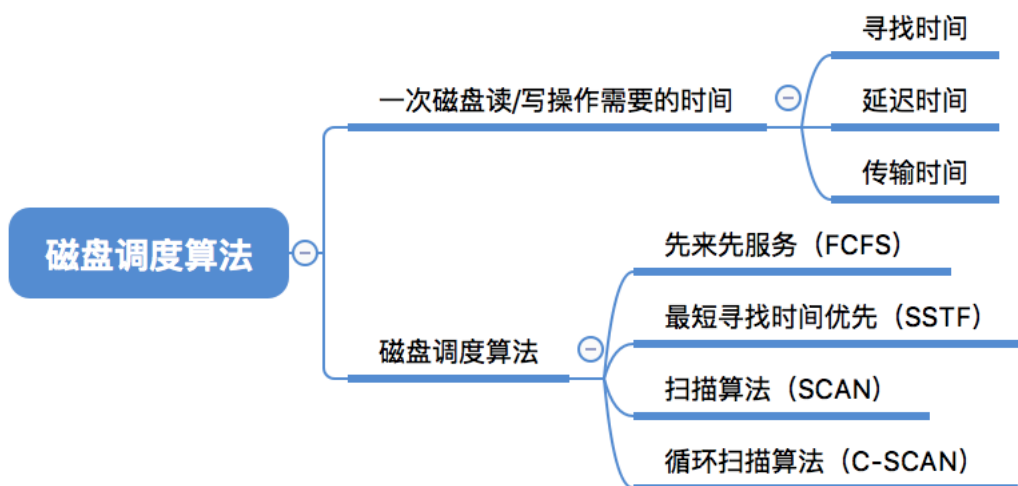 磁盘调度算法
一次磁盘读/写操作需要的时间
寻找时间
延迟时间
传输时间
磁盘调度算法
先来先服务（FCFS）
最短寻找时间优先（SSTF）
扫描算法（SCAN）
循环扫描算法（C-SCAN）